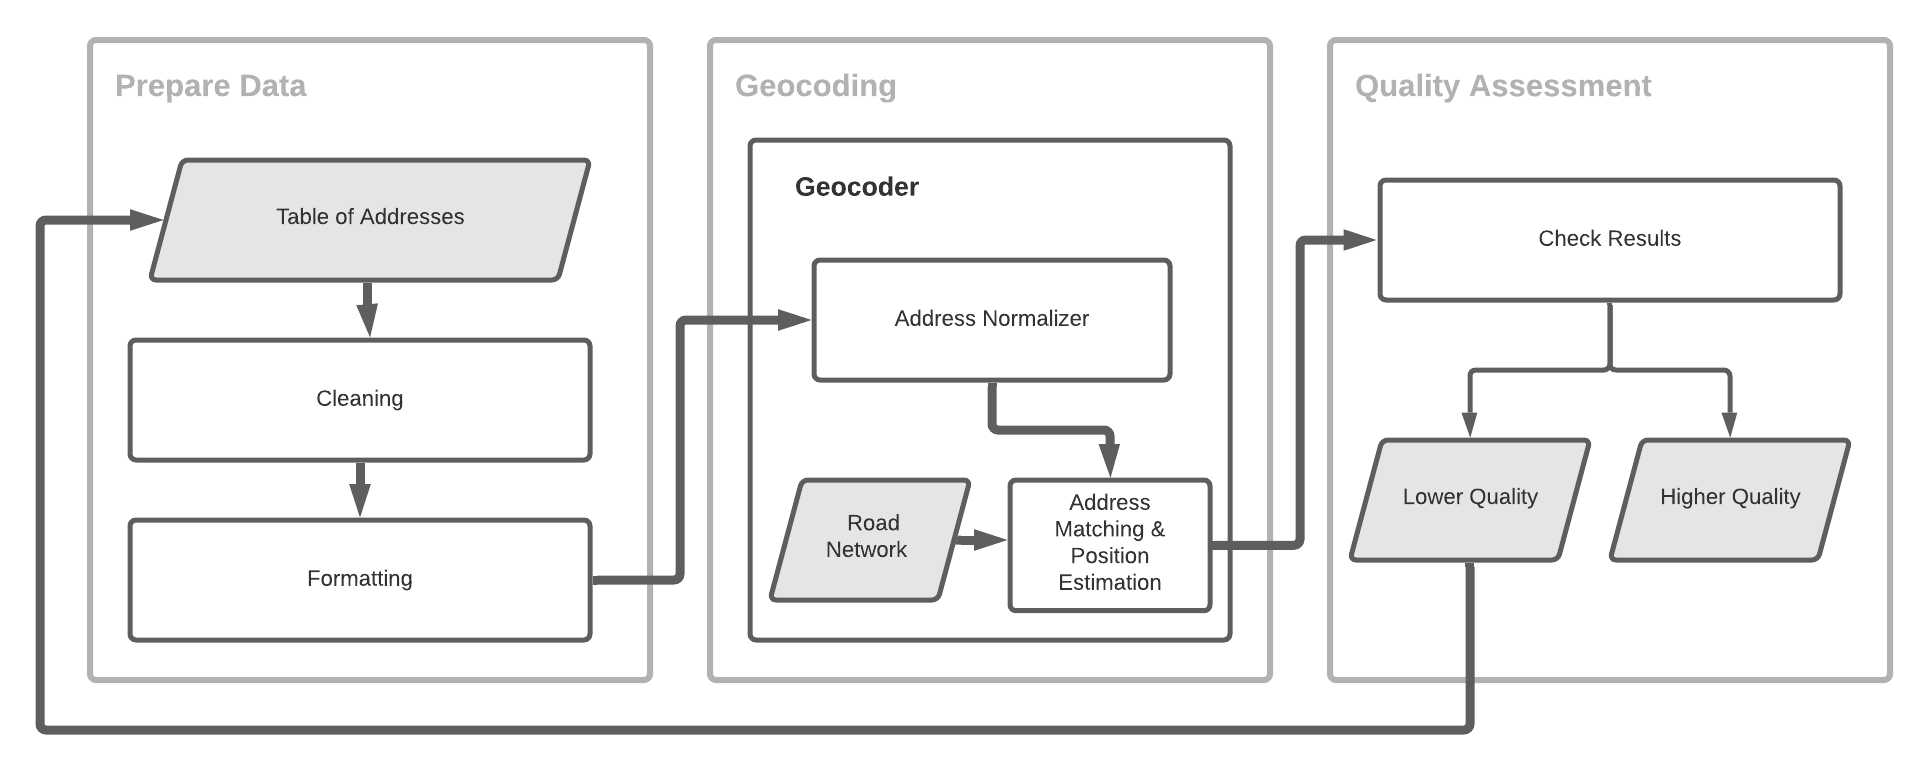 Prepare Data
Table of Addresses
Cleaning
Formatting
Geocoding
Geocoder
Address Normalizer
Road
Network
Address
Matching &
Position
Estimation
Quality Assessment
Check Results
Lower Quality
Higher Quality